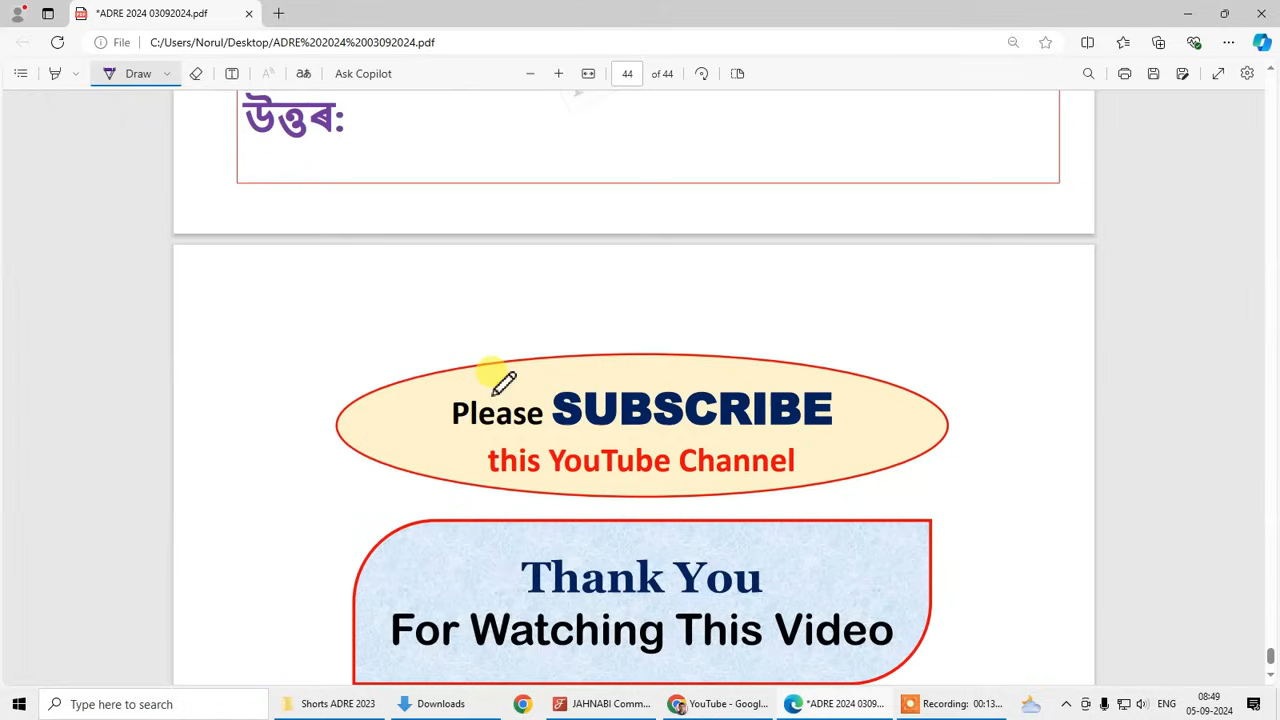 *ADRE 2024 03092024.pdf
File C:/Users/Norul/Desktop/ADRE%202024%2003092024.pdf
Draw Ask Copilot 44 of 44
উত্তৰ:
Please SUBSCRIBE
this YouTube Channel
Thank You
For Watching This Video
Type here to search Shorts ADRE 2023 Downloads JAHNABI Comm... YouTube - Googl... *ADRE 2024 0309... Recording: 00:13... ENG 08:49
05-09-2024